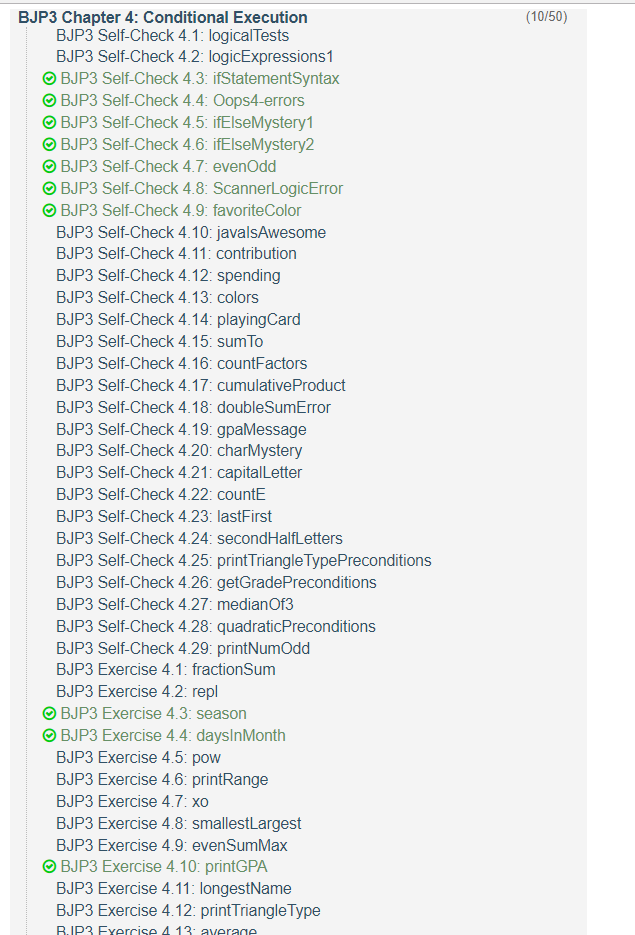 BJP3 Chapter 4: Conditional Execution (10/50)
BJP3 Self-Check 4.1: logicalTests
BJP3 Self-Check 4.2: logicExpressions1
BJP3 Self-Check 4.3: ifStatementSyntax
BJP3 Self-Check 4.4: Oops4-errors
BJP3 Self-Check 4.5: ifElseMystery1
BJP3 Self-Check 4.6: ifElseMystery2
BJP3 Self-Check 4.7: evenOdd
BJP3 Self-Check 4.8: ScannerLogicError
BJP3 Self-Check 4.9: favoriteColor
BJP3 Self-Check 4.10: javaIsAwesome
BJP3 Self-Check 4.11: contribution
BJP3 Self-Check 4.12: spending
BJP3 Self-Check 4.13: colors
BJP3 Self-Check 4.14: playingCard
BJP3 Self-Check 4.15: sumTo
BJP3 Self-Check 4.16: countFactors
BJP3 Self-Check 4.17: cumulativeProduct
BJP3 Self-Check 4.18: doubleSumError
BJP3 Self-Check 4.19: gpaMessage
BJP3 Self-Check 4.20: charMystery
BJP3 Self-Check 4.21: capitalLetter
BJP3 Self-Check 4.22: countE
BJP3 Self-Check 4.23: lastFirst
BJP3 Self-Check 4.24: secondHalfLetters
BJP3 Self-Check 4.25: printTriangleTypePreconditions
BJP3 Self-Check 4.26: getGradePreconditions
BJP3 Self-Check 4.27: medianOf3
BJP3 Self-Check 4.28: quadraticPreconditions
BJP3 Self-Check 4.29: printNumOdd
BJP3 Exercise 4.1: fractionSum
BJP3 Exercise 4.2: repl
BJP3 Exercise 4.3: season
BJP3 Exercise 4.4: daysInMonth
BJP3 Exercise 4.5: pow
BJP3 Exercise 4.6: printRange
BJP3 Exercise 4.7: xo
BJP3 Exercise 4.8: smallestLargest
BJP3 Exercise 4.9: evenSumMax
BJP3 Exercise 4.10: printGPA
BJP3 Exercise 4.11: longestName
BJP3 Exercise 4.12: printTriangleType
BJP3 Exercise 4.13: average